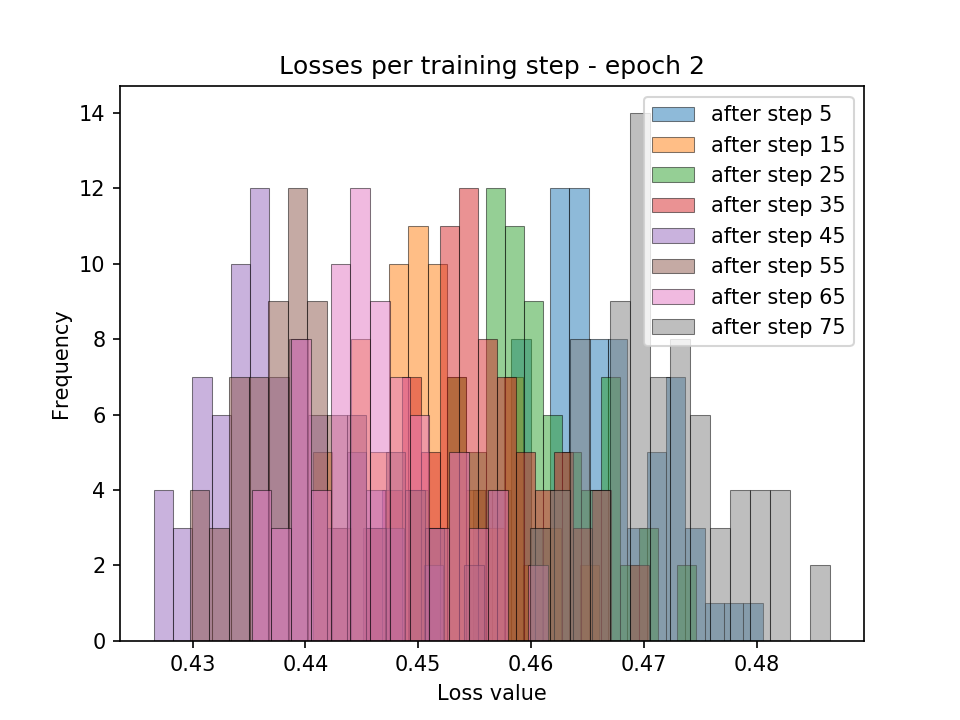 Losses per training step - epoch 2
14
12
10
8
6
4
2
0
Frequency
after step 5
after step 15
after step 25
after step 35
after step 45
after step 55
after step 65
after step 75
0.43 0.44 0.45 0.46 0.47 0.48
Loss value